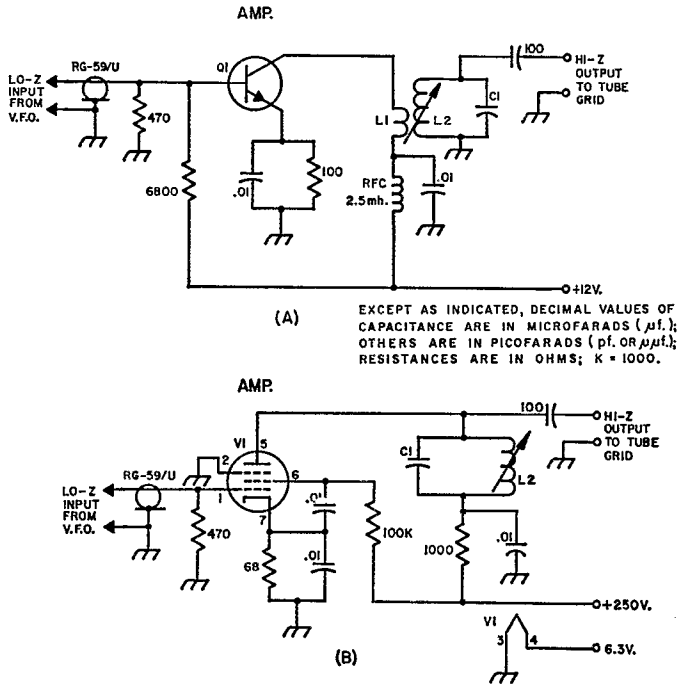 AMP.
RG-59/U
LO-Z
INPUT
FROM
V.F.O.
Q1
470
6800
.01
100
L1
L2
C1
100
HI-Z
OUTPUT
TO TUBE
GRID
RFC
2.5mh.
.01
+12V.
(A)
EXCEPT AS INDICATED, DECIMAL VALUES OF
CAPACITANCE ARE IN MICROFARADS (µf.);
OTHERS ARE IN PICOFARADS (pf. OR µµf.);
RESISTANCES ARE IN OHMS; K = 1000.
AMP.
RG-59/U
LO-Z
INPUT
FROM
V.F.O.
V1
2
5
6
1
7
470
68
.01
.01
100K
C1
L2
100
HI-Z
OUTPUT
TO TUBE
GRID
1000
.01
+250V.
V1
3
4
6.3V.
(B)